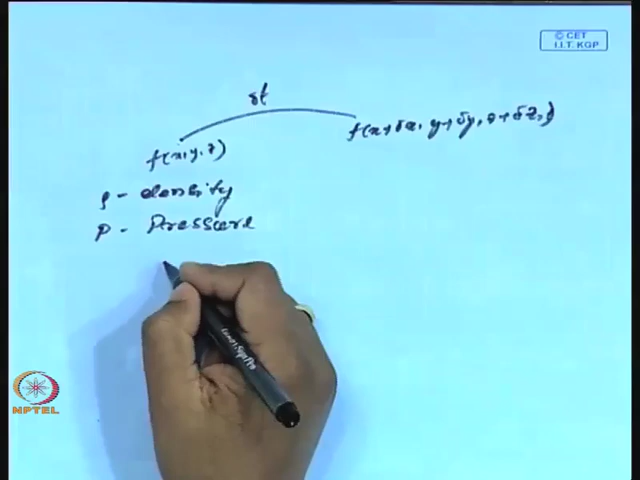 © CET
I.I.T. KGP
δt
f(x+δx, y+δy, z+δz, t)
f(x, y, z)
ρ - density
p - Pressure
NPTEL